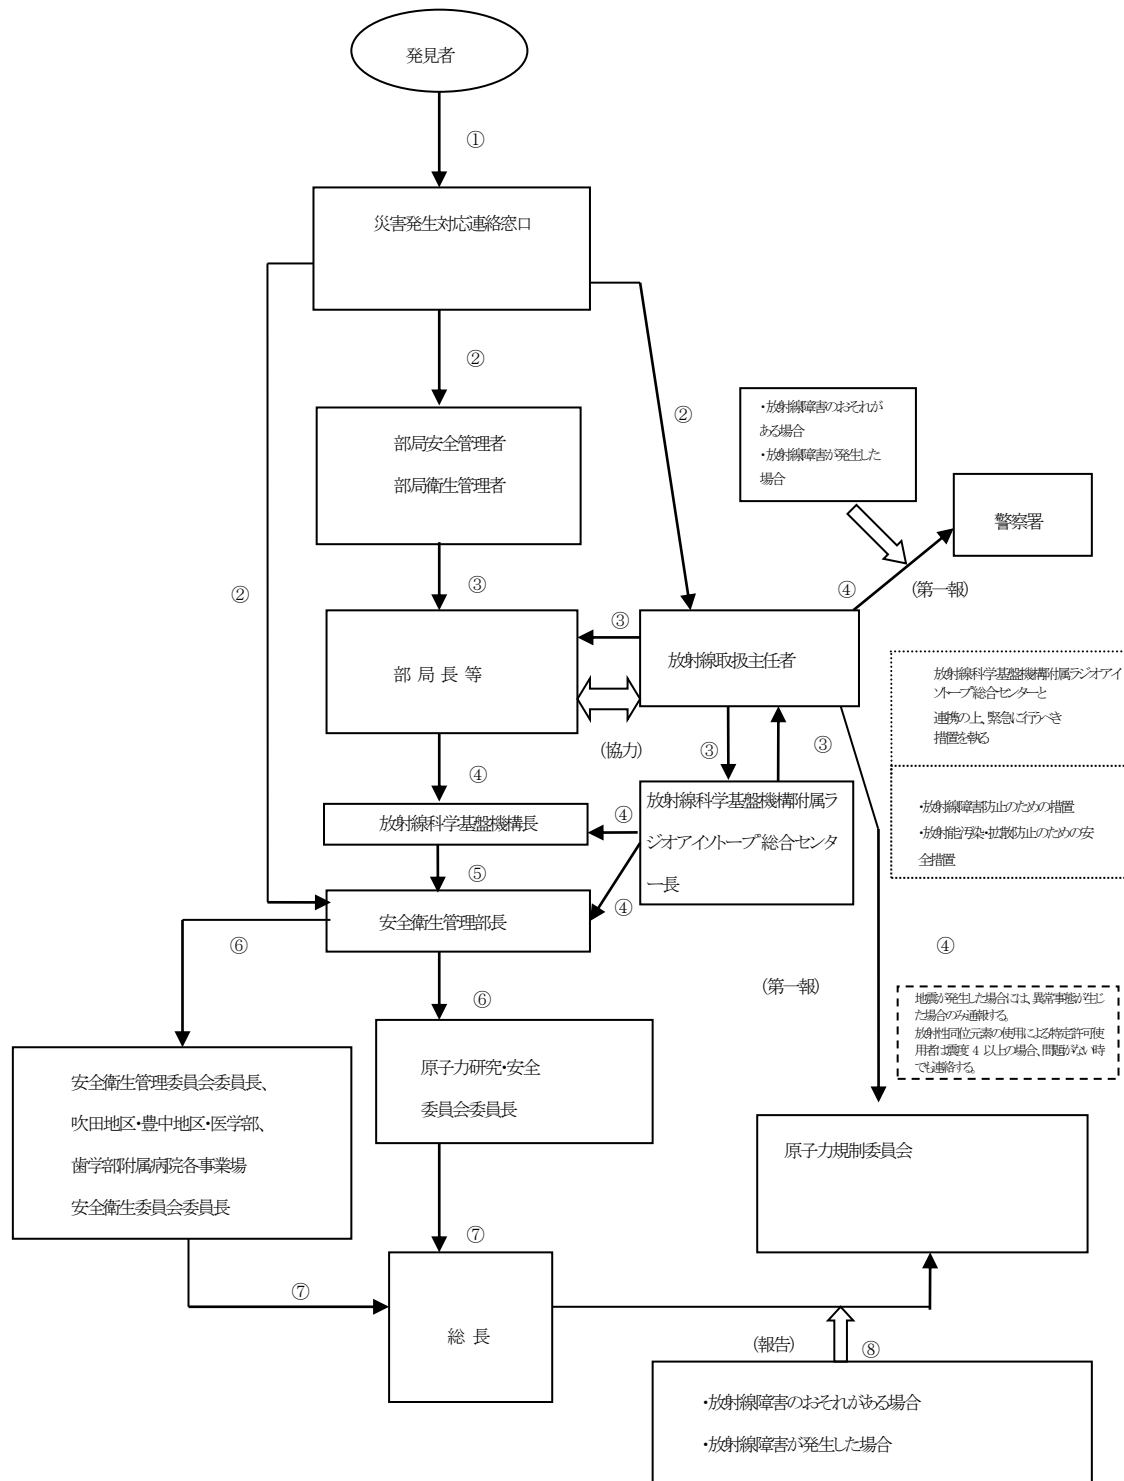 発見者
①
災害発生対応連絡窓口
②
部局安全管理者
部局衛生管理者
②
・放射線障害のおそれが
ある場合
・放射線障害が発生した
場合
警察署
②
③
④
(第一報)
部 局 長 等
③
放射線取扱主任者
(協力)
③
③
放射線科学基盤機構附属ラジオアイ
ソトープ総合センターと
連携の上、緊急に行うべき
措置を執る
・放射線障害防止のための措置
・放射能汚染・拡散防止のための安
全措置
④
放射線科学基盤機構長
④
放射線科学基盤機構附属ラ
ジオアイソトープ総合センタ
ー長
⑤
④
安全衛生管理部長
⑥
⑥
(第一報)
④
地震が発生した場合には、異常事態が生じ
た場合のみ通報する。
放射性同位元素の使用による特定許可使
用者は震度 4 以上の場合、問題がない時
でも連絡する。
安全衛生管理委員会委員長、
吹田地区・豊中地区・医学部、
歯学部附属病院各事業場
安全衛生委員会委員長
原子力研究・安全
委員会委員長
原子力規制委員会
⑦
⑦
総 長
(報告)
⑧
・放射線障害のおそれがある場合
・放射線障害が発生した場合